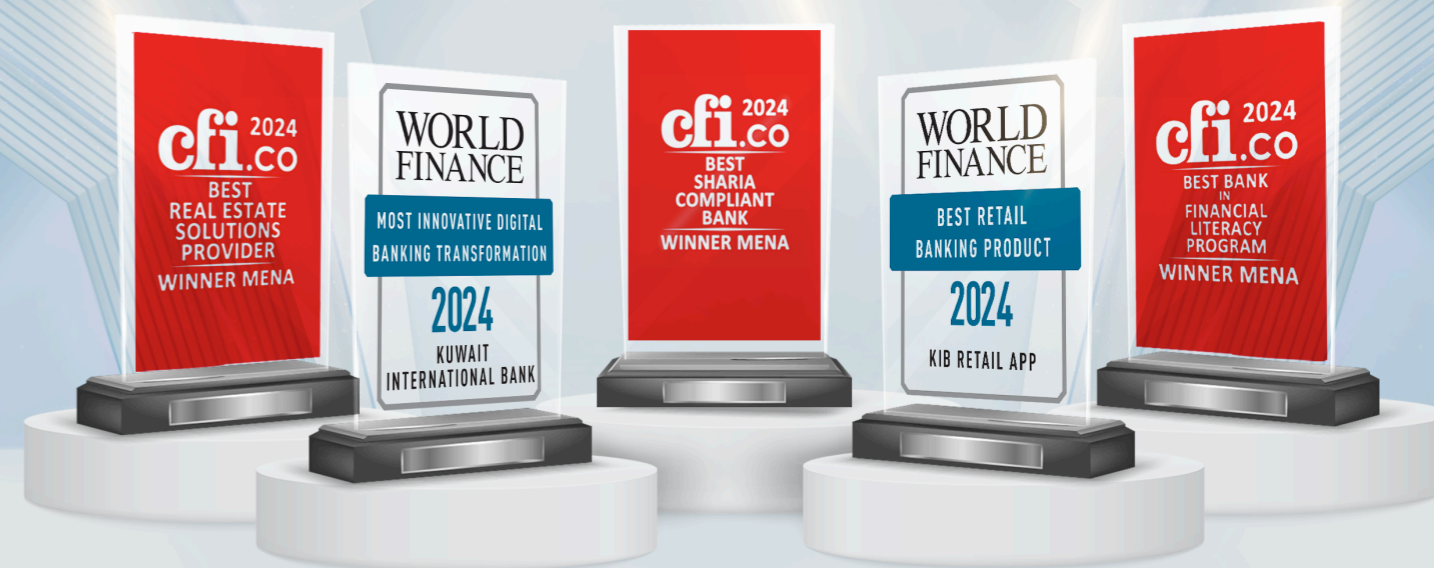 cfi.co 2024
BEST
REAL ESTATE
SOLUTIONS
PROVIDER
WINNER MENA
WORLD
FINANCE
MOST INNOVATIVE DIGITAL
BANKING TRANSFORMATION
2024
KUWAIT
INTERNATIONAL BANK
cfi.co 2024
BEST
SHARIA
COMPLIANT
BANK
WINNER MENA
WORLD
FINANCE
BEST RETAIL
BANKING PRODUCT
2024
KIB RETAIL APP
cfi.co 2024
BEST BANK
IN
FINANCIAL
LITERACY
PROGRAM
WINNER MENA